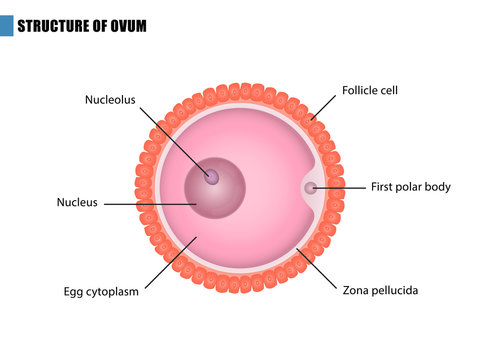 STRUCTURE OF OVUM
Nucleolus
Follicle cell
First polar body
Nucleus
Egg cytoplasm
Zona pellucida